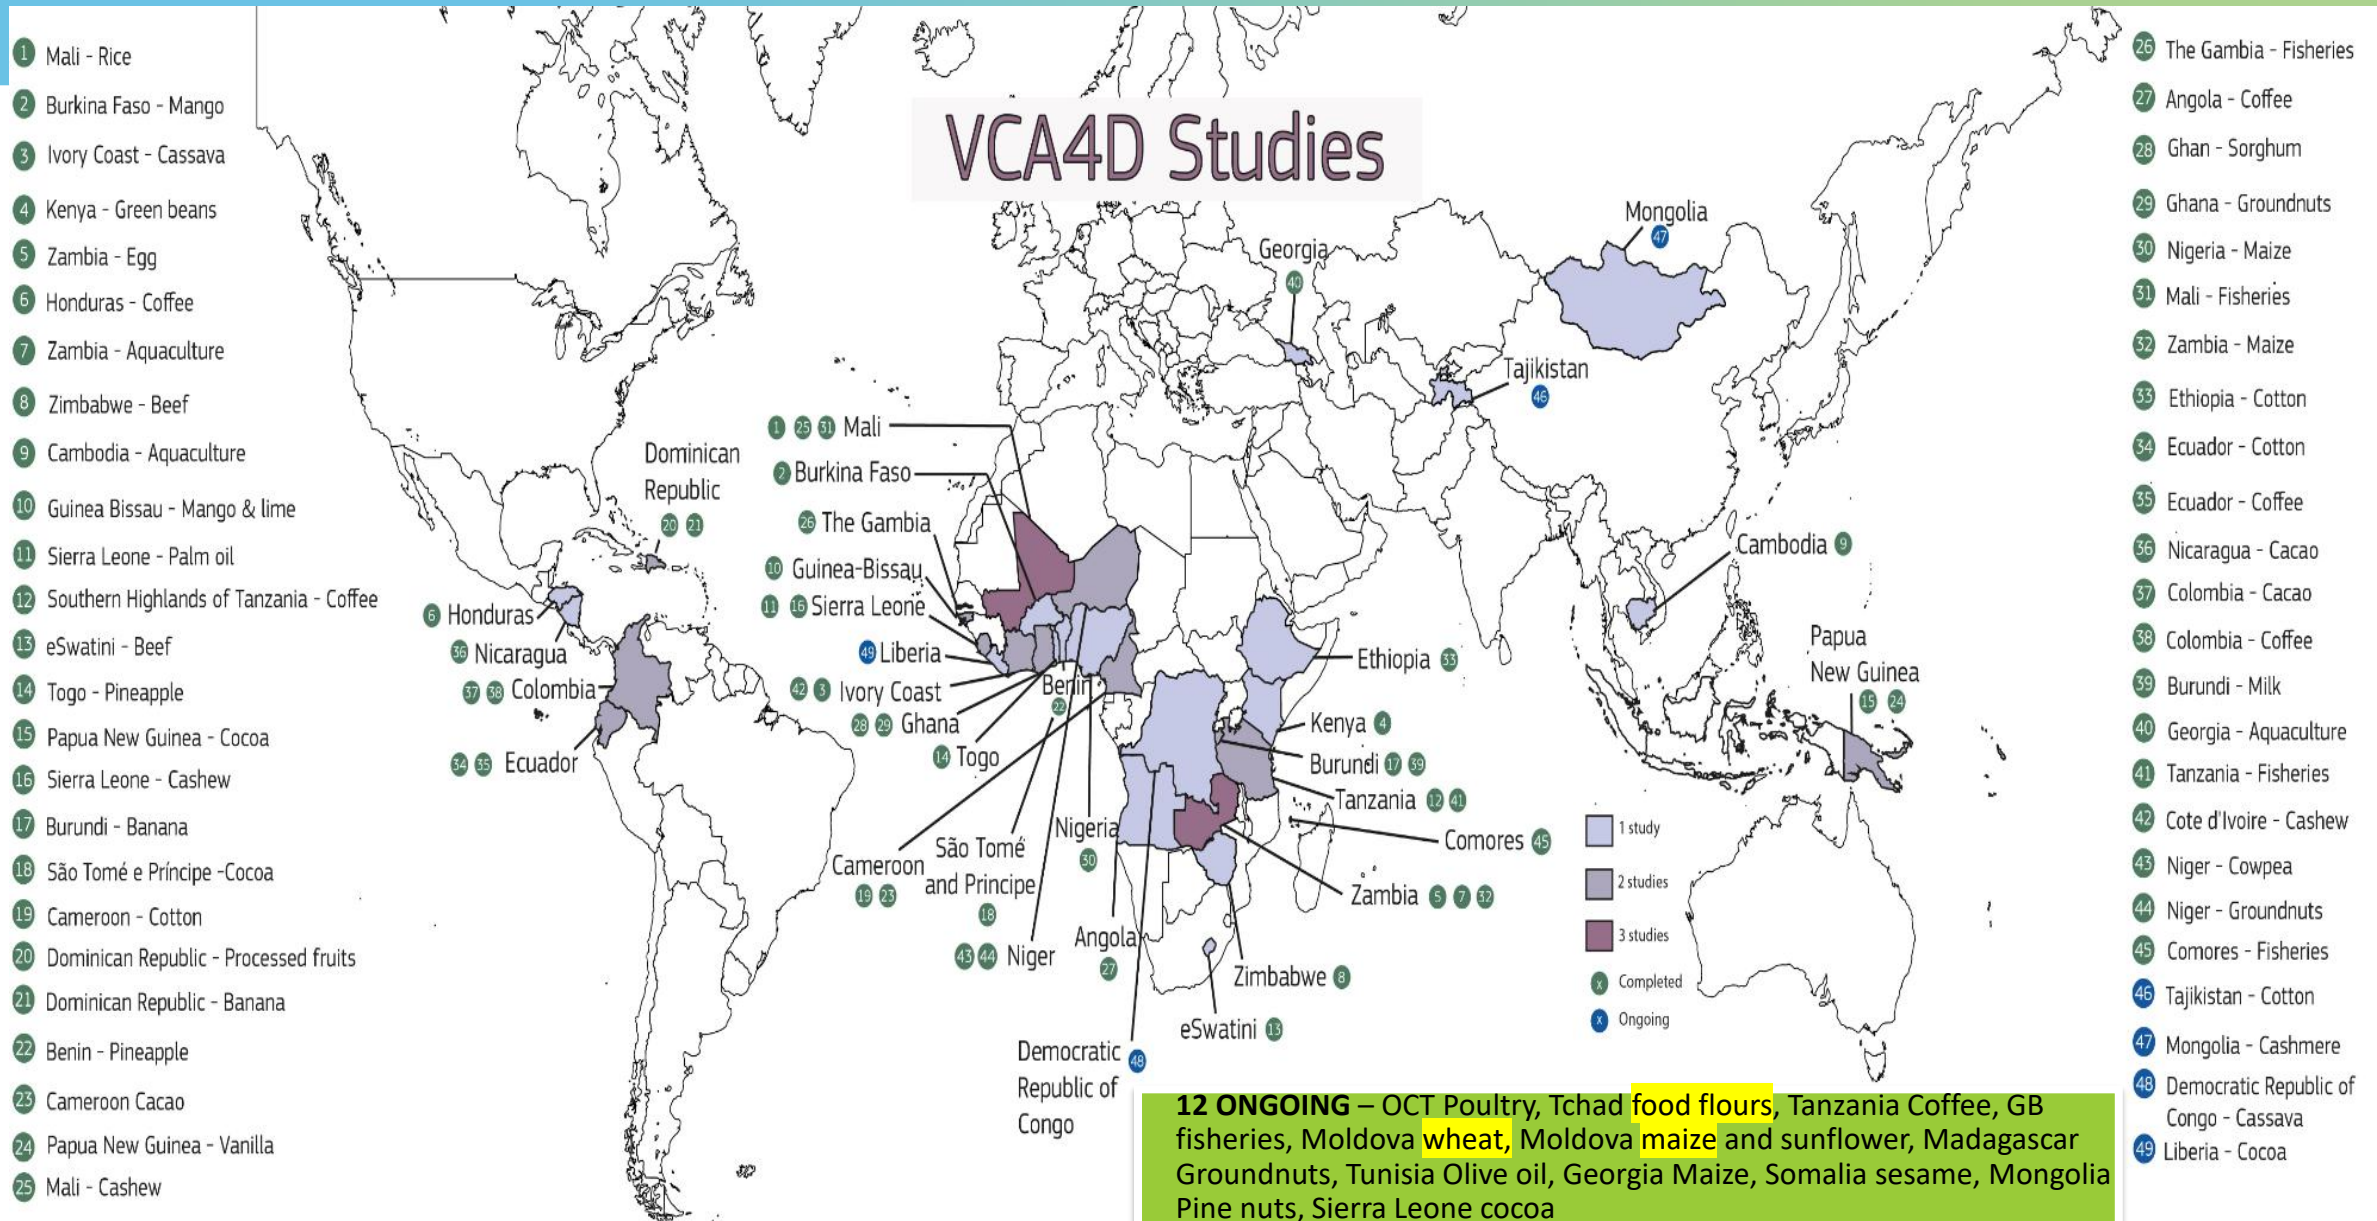 VCA4D Studies
1 Mali - Rice
2 Burkina Faso - Mango
3 Ivory Coast - Cassava
4 Kenya - Green beans
5 Zambia - Egg
6 Honduras - Coffee
7 Zambia - Aquaculture
8 Zimbabwe - Beef
9 Cambodia - Aquaculture
10 Guinea Bissau - Mango & lime
11 Sierra Leone - Palm oil
12 Southern Highlands of Tanzania - Coffee
13 eSwatini - Beef
14 Togo - Pineapple
15 Papua New Guinea - Cocoa
16 Sierra Leone - Cashew
17 Burundi - Banana
18 São Tomé e Príncipe -Cocoa
19 Cameroon - Cotton
20 Dominican Republic - Processed fruits
21 Dominican Republic - Banana
22 Benin - Pineapple
23 Cameroon Cacao
24 Papua New Guinea - Vanilla
25 Mali - Cashew
Dominican
Republic
20 21
6 Honduras
36 Nicaragua
37 38 Colombia
34 35 Ecuador
1 25 31 Mali
2 Burkina Faso
26 The Gambia
10 Guinea-Bissau
11 16 Sierra Leone
49 Liberia
42 3 Ivory Coast
28 29 Ghana
14 Togo
Benin
22
Cameroon
19 23
São Tomé
and Principe
18
43 44 Niger
Nigeria
30
Angola
27
Democratic 48
Republic of
Congo
eSwatini 13
Zimbabwe 8
Zambia 5 7 32
Comores 45
Tanzania 12 41
Burundi 17 39
Kenya 4
Ethiopia 33
Georgia
40
Mongolia
47
Tajikistan
46
Cambodia 9
Papua
New Guinea
15 24
1 study
2 studies
3 studies
x Completed
x Ongoing
26 The Gambia - Fisheries
27 Angola - Coffee
28 Ghan - Sorghum
29 Ghana - Groundnuts
30 Nigeria - Maize
31 Mali - Fisheries
32 Zambia - Maize
33 Ethiopia - Cotton
34 Ecuador - Cotton
35 Ecuador - Coffee
36 Nicaragua - Cacao
37 Colombia - Cacao
38 Colombia - Coffee
39 Burundi - Milk
40 Georgia - Aquaculture
41 Tanzania - Fisheries
42 Cote d'Ivoire - Cashew
43 Niger - Cowpea
44 Niger - Groundnuts
45 Comores - Fisheries
46 Tajikistan - Cotton
47 Mongolia - Cashmere
48 Democratic Republic of
Congo - Cassava
49 Liberia - Cocoa
12 ONGOING – OCT Poultry, Tchad food flours, Tanzania Coffee, GB
fisheries, Moldova wheat, Moldova maize and sunflower, Madagascar
Groundnuts, Tunisia Olive oil, Georgia Maize, Somalia sesame, Mongolia
Pine nuts, Sierra Leone cocoa